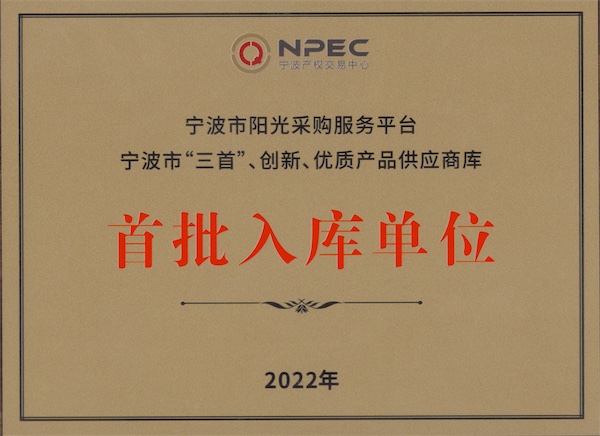 NPEC
宁波产权交易中心
宁波市阳光采购服务平台
宁波市“三首”、创新、优质产品供应商库
首批入库单位
2022年